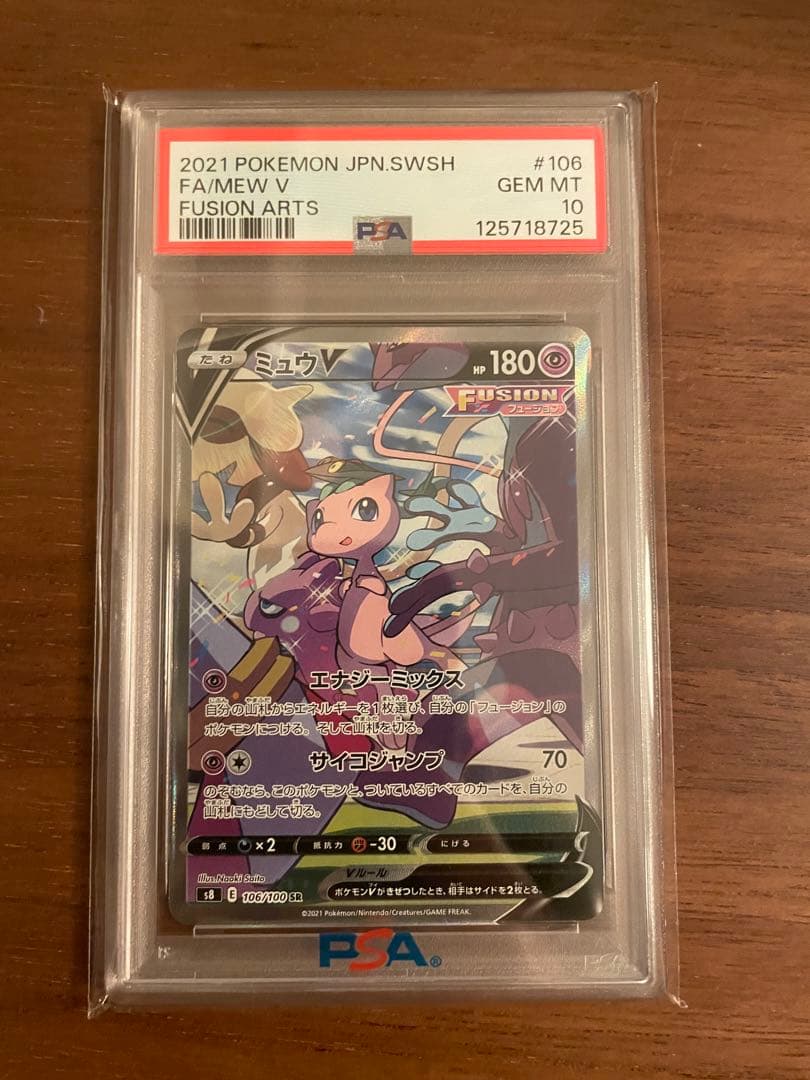 2021 POKEMON JPN.SWSH #106
FA/MEW V GEM MT
FUSION ARTS 10
PSA 125718725
たね ミュウV HP 180
FUSION
フュージョン
エナジーミックス
自分の山札からエネルギーを1枚選び、自分の「フュージョン」の
ポケモンにつける。そして山札を切る。
サイコジャンプ 70
のぞむなら、このポケモンと、ついているすべてのカードを、自分の
山札にもどして切る。
弱点 ×2 抵抗力 -30 にげる
Vルール
ポケモンVがきぜつしたとき、相手はサイドを2枚とる。
Illus. Naoki Saito
s8 E 106/100 SR
©2021 Pokémon/Nintendo/Creatures/GAME FREAK.
PSA®